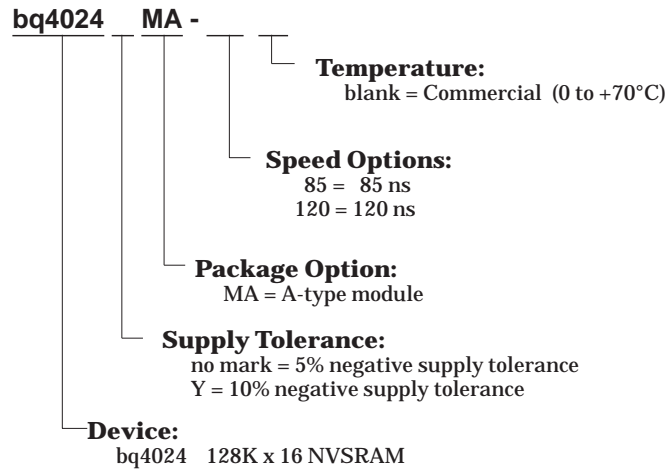 bq4024 MA -
Temperature:
blank = Commercial (0 to +70°C)
Speed Options:
85 = 85 ns
120 = 120 ns
Package Option:
MA = A-type module
Supply Tolerance:
no mark = 5% negative supply tolerance
Y = 10% negative supply tolerance
Device:
bq4024 128K x 16 NVSRAM